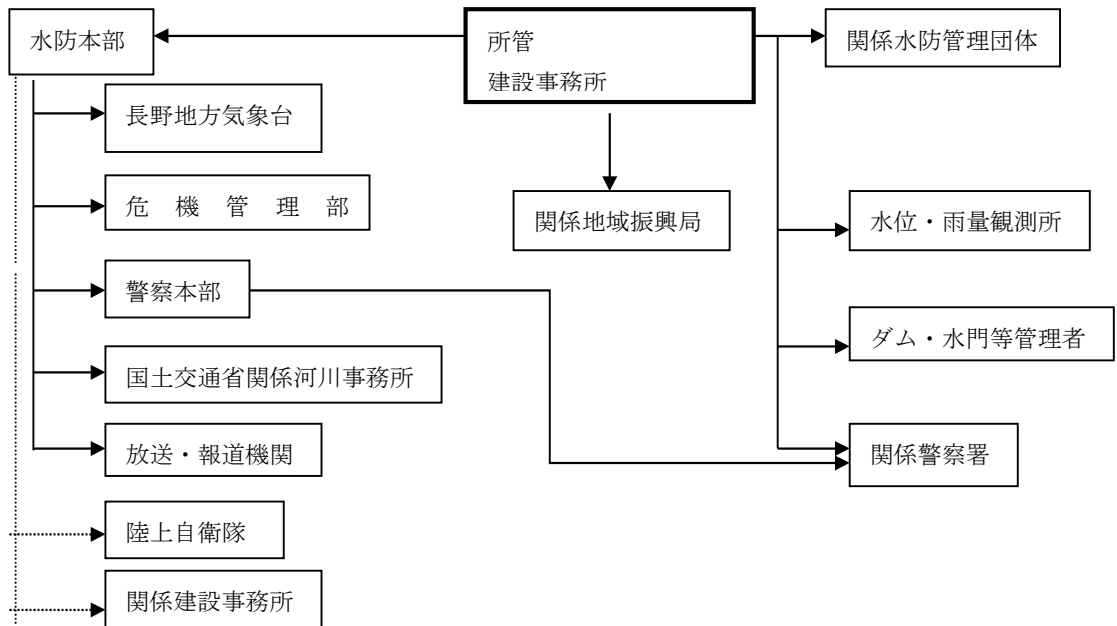 水防本部
所管
建設事務所
関係水防管理団体
長野地方気象台
危機管理部
関係地域振興局
水位・雨量観測所
警察本部
ダム・水門等管理者
国土交通省関係河川事務所
放送・報道機関
関係警察署
陸上自衛隊
関係建設事務所